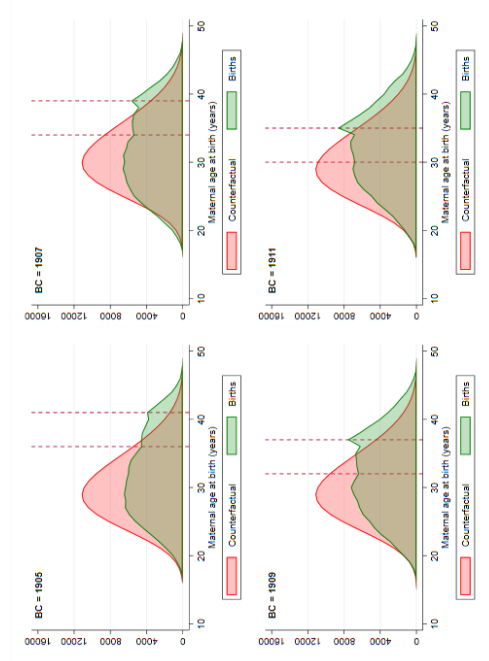 BC = 1905
16000
12000
8000
4000
0
10 20 30 40 50
Maternal age at birth (years)
Counterfactual Births
BC = 1907
16000
12000
8000
4000
0
10 20 30 40 50
Maternal age at birth (years)
Counterfactual Births
BC = 1909
16000
12000
8000
4000
0
10 20 30 40 50
Maternal age at birth (years)
Counterfactual Births
BC = 1911
16000
12000
8000
4000
0
10 20 30 40 50
Maternal age at birth (years)
Counterfactual Births